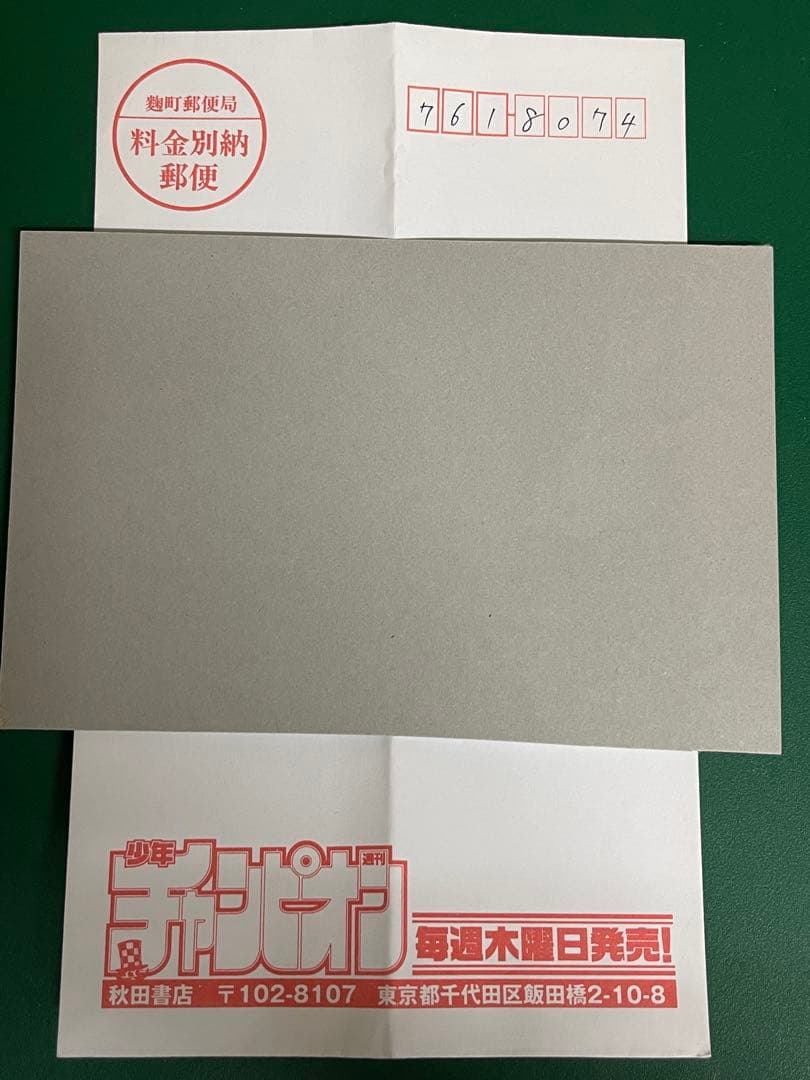 麴町郵便局
料金別納
郵便
761-8074
少年
週刊
チャンピオン
毎週木曜日発売!
秋田書店 〒102-8107 東京都千代田区飯田橋2-10-8